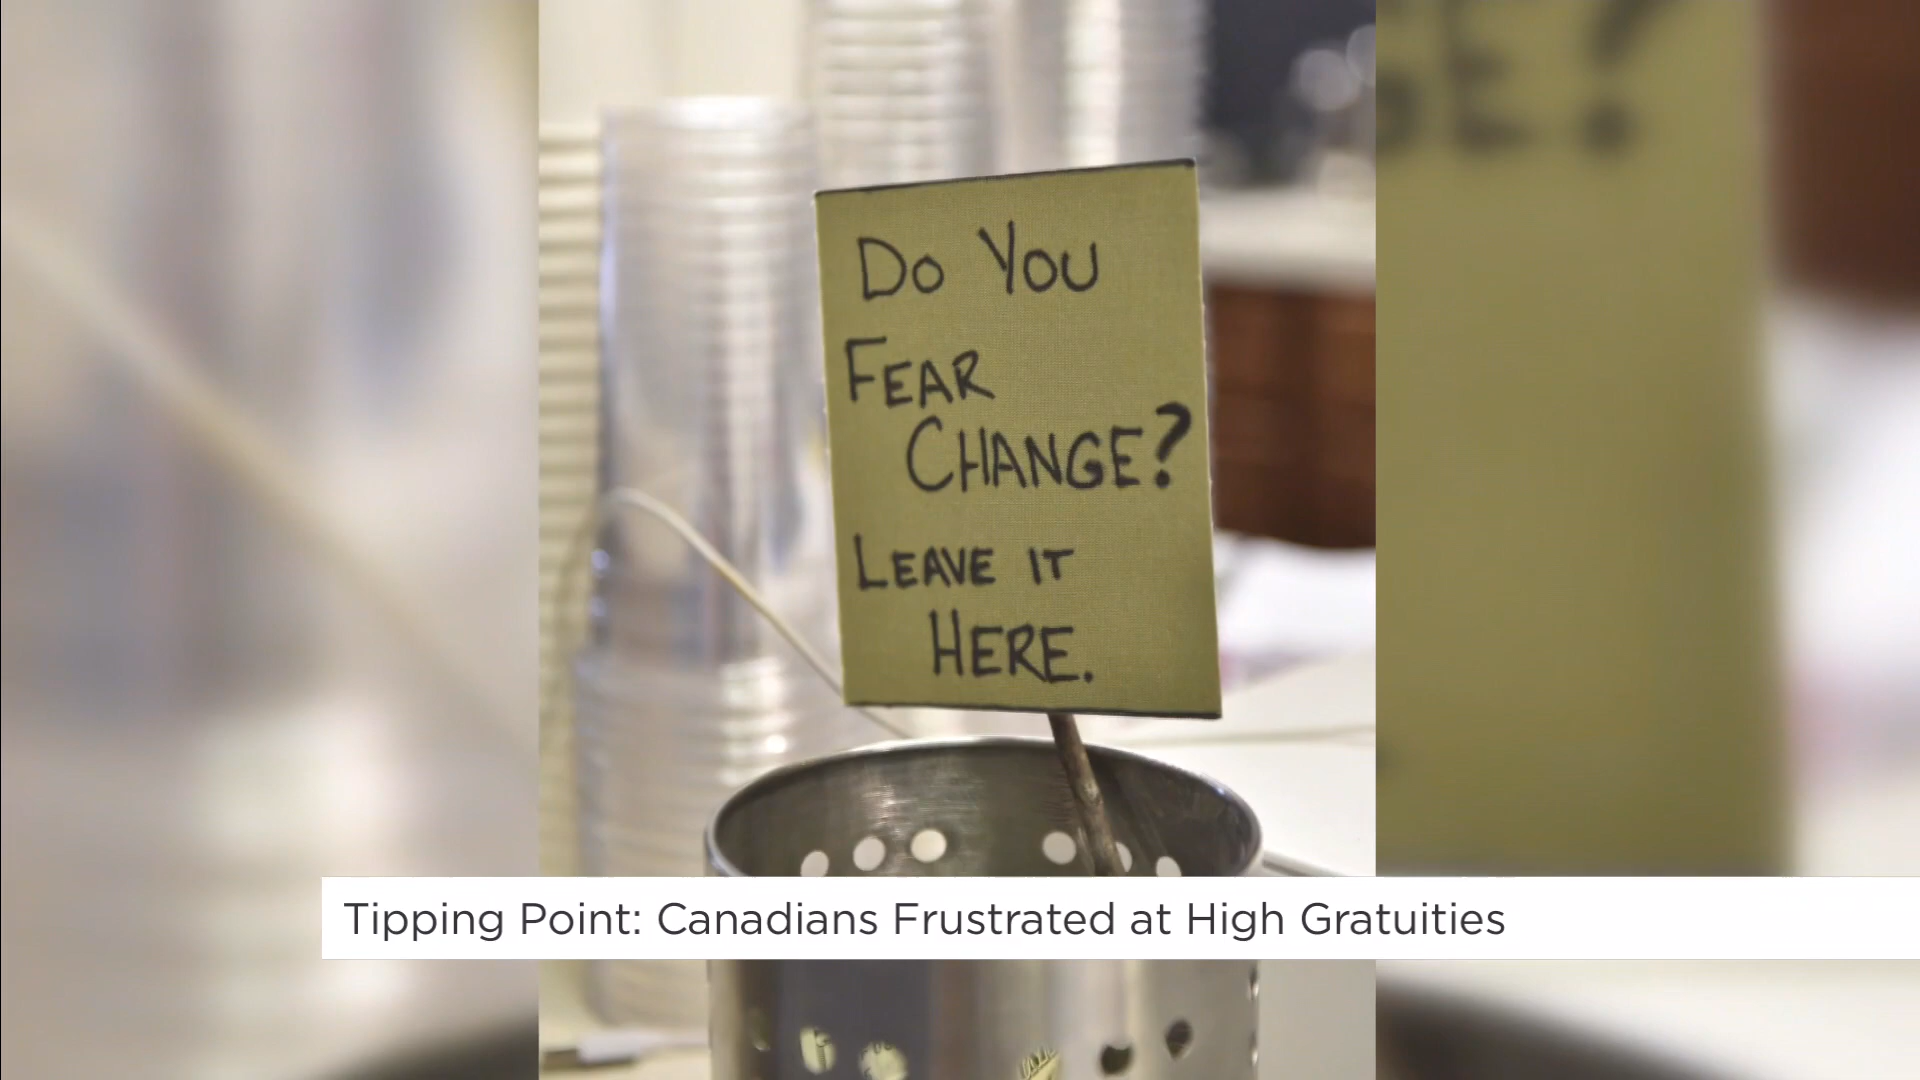 Do You
Fear
Change?
Leave it
Here.
Tipping Point: Canadians Frustrated at High Gratuities